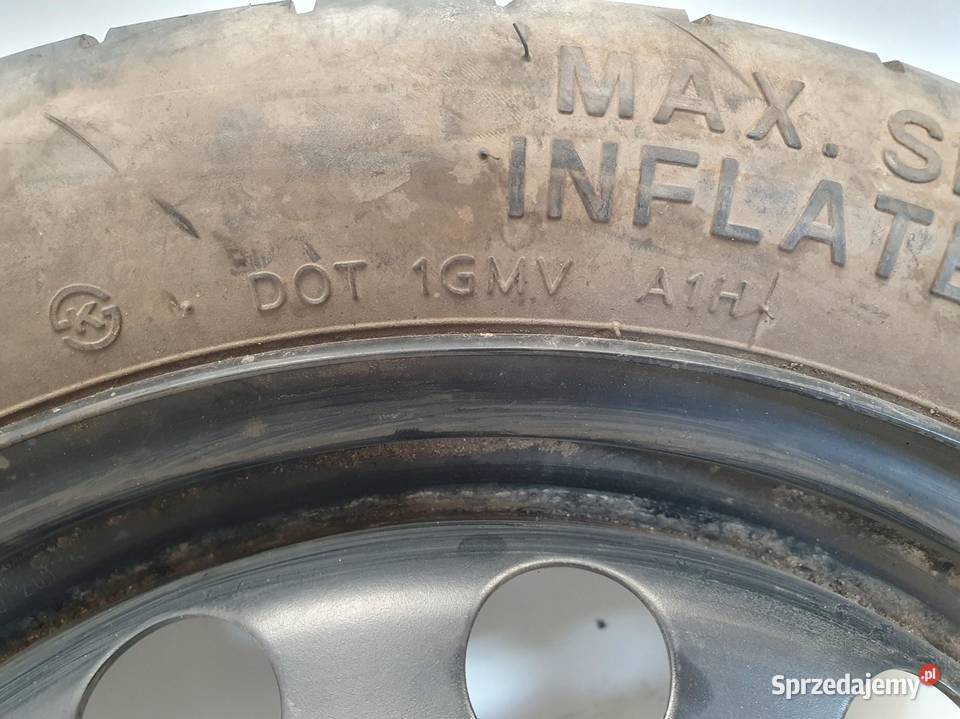 MAX. S
INFLATE
DOT 1GMV A1H
K
Sprzedajemy.pl